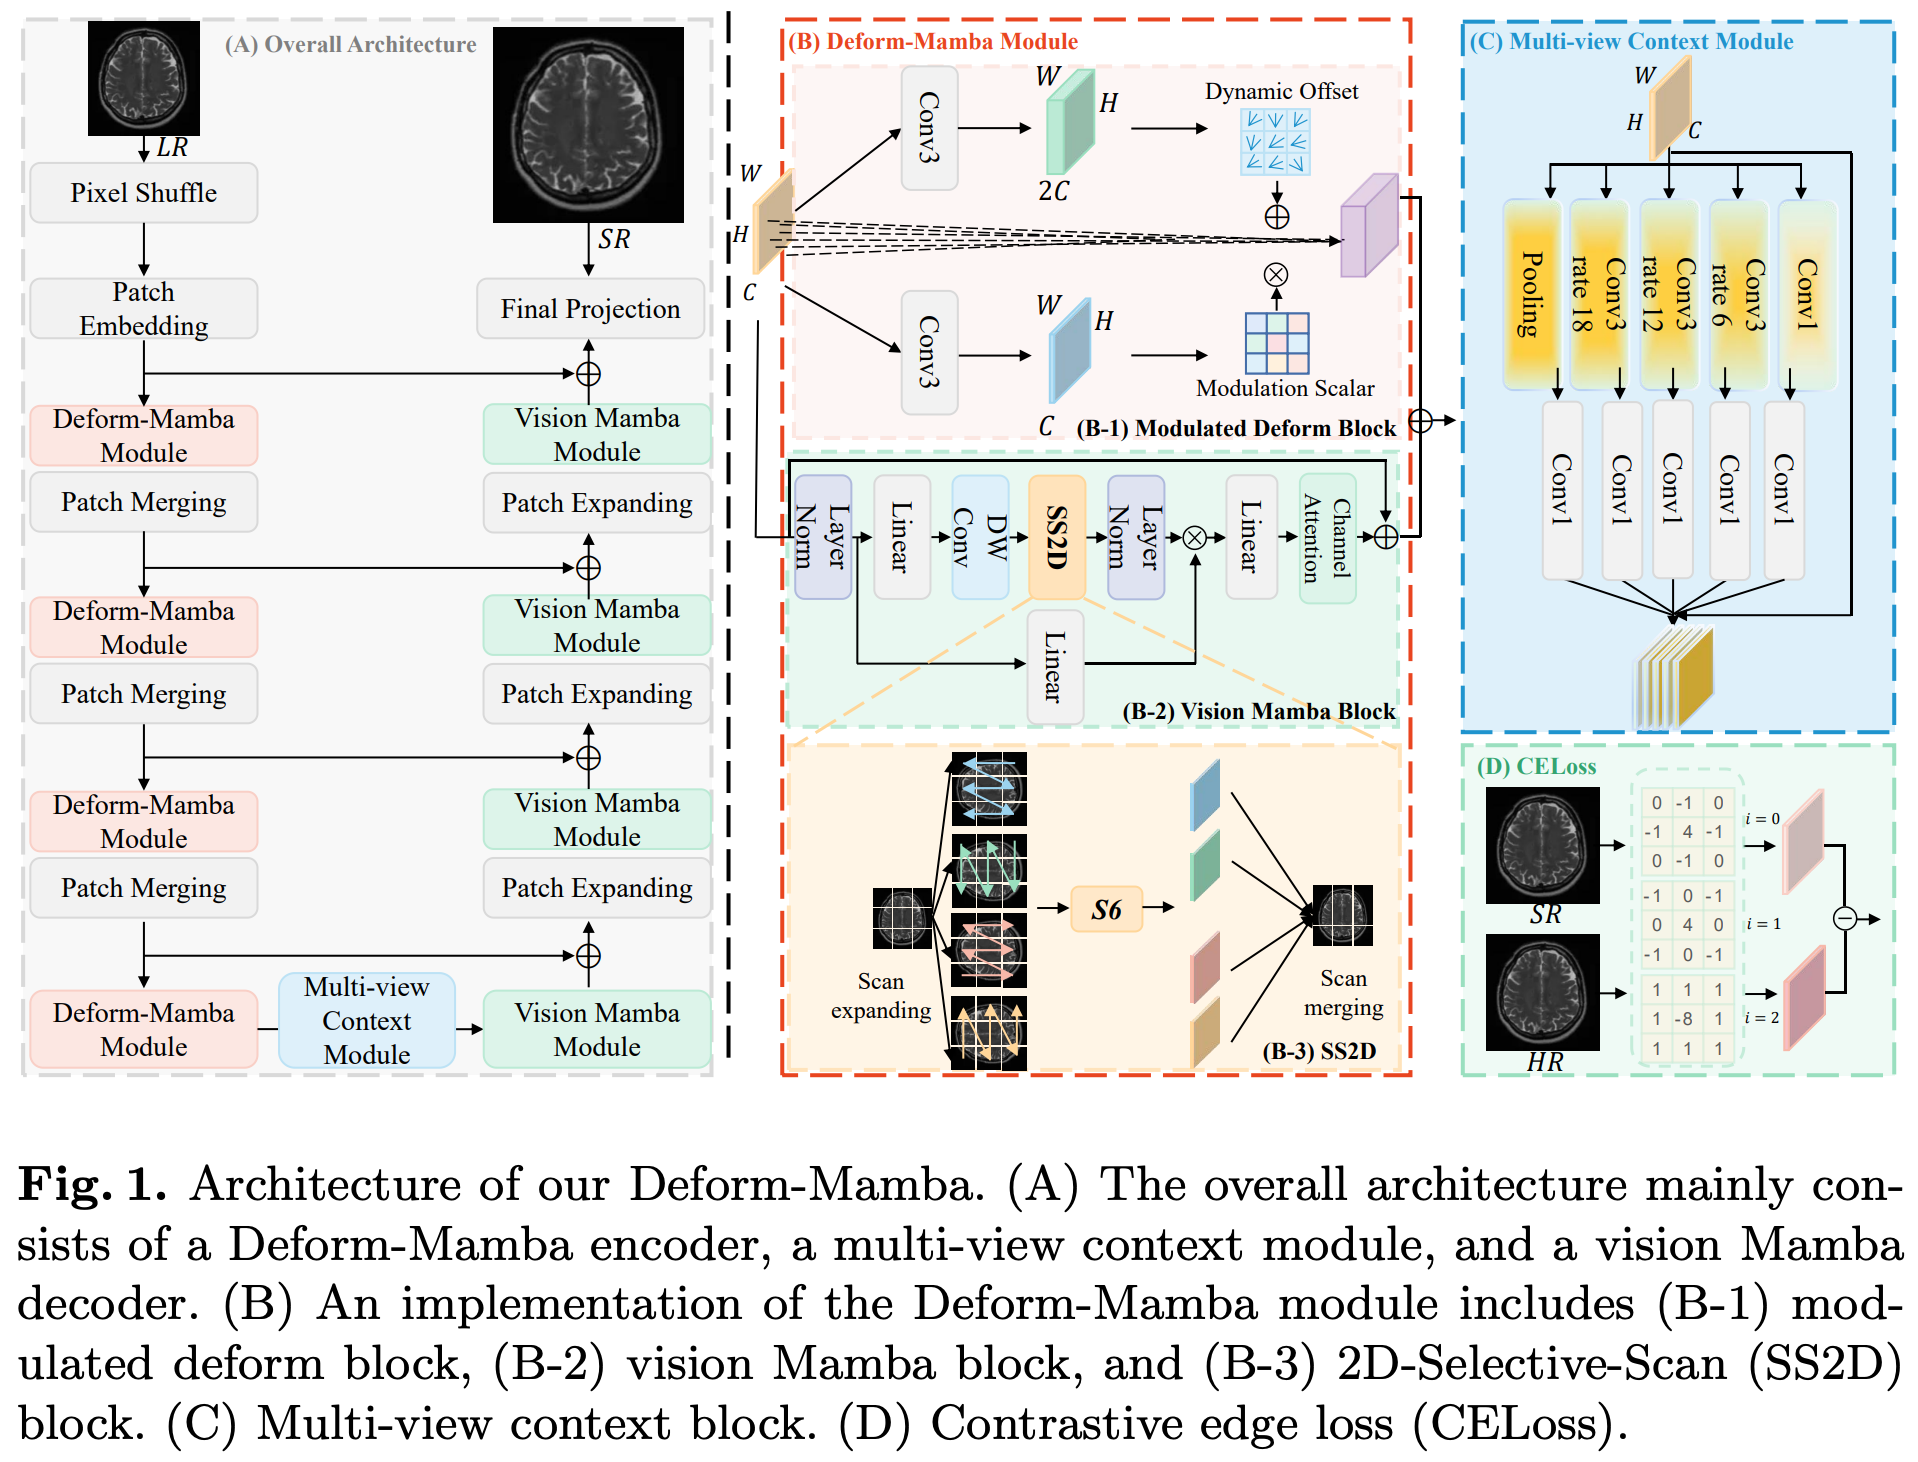 (A) Overall Architecture
LR
Pixel Shuffle
Patch
Embedding
Deform-Mamba
Module
Patch Merging
Deform-Mamba
Module
Patch Merging
Deform-Mamba
Module
Patch Merging
Deform-Mamba
Module
Multi-view
Context
Module
SR
Final Projection
Vision Mamba
Module
Patch Expanding
Vision Mamba
Module
Patch Expanding
Vision Mamba
Module
Patch Expanding
Vision Mamba
Module
(B) Deform-Mamba Module
W
H
C
Conv3
W
H
2C
Dynamic Offset
Conv3
W
H
C
Modulation Scalar
(B-1) Modulated Deform Block
Layer
Norm
Linear
DW
Conv
SS2D
Layer
Norm
Linear
Channel
Attention
Linear
(B-2) Vision Mamba Block
Scan
expanding
S6
Scan
merging
(B-3) SS2D
(C) Multi-view Context Module
W
H
C
Pooling
Conv3
rate 18
Conv3
rate 12
Conv3
rate 6
Conv1
Conv1
Conv1
Conv1
Conv1
Conv1
(D) CELoss
SR
HR
0 -1 0
-1 4 -1
0 -1 0
i = 0
-1 0 -1
0 4 0
-1 0 -1
i = 1
1 1 1
1 -8 1
1 1 1
i = 2
Fig. 1. Architecture of our Deform-Mamba. (A) The overall architecture mainly con-
sists of a Deform-Mamba encoder, a multi-view context module, and a vision Mamba
decoder. (B) An implementation of the Deform-Mamba module includes (B-1) mod-
ulated deform block, (B-2) vision Mamba block, and (B-3) 2D-Selective-Scan (SS2D)
block. (C) Multi-view context block. (D) Contrastive edge loss (CELoss).